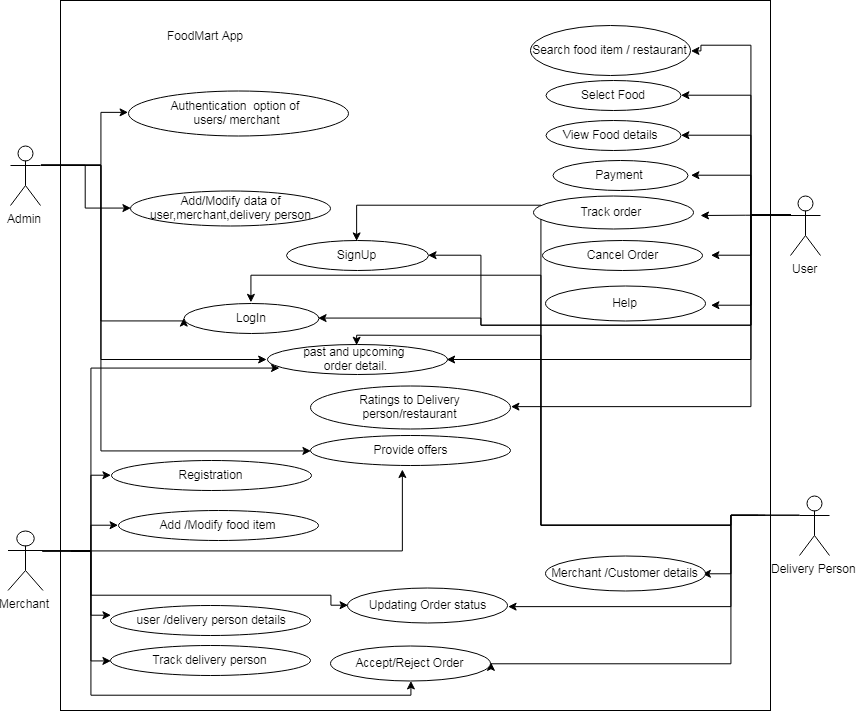 FoodMart App
Search food item / restaurant
Select Food
Authentication option of
users/ merchant
View Food details
Payment
Admin
Add/Modify data of
user,merchant,delivery person
Track order
User
SignUp
Cancel Order
Help
LogIn
past and upcoming
order detail.
Ratings to Delivery
person/restaurant
Provide offers
Registration
Add /Modify food item
Merchant /Customer details
Delivery Person
Merchant
Updating Order status
user /delivery person details
Track delivery person
Accept/Reject Order